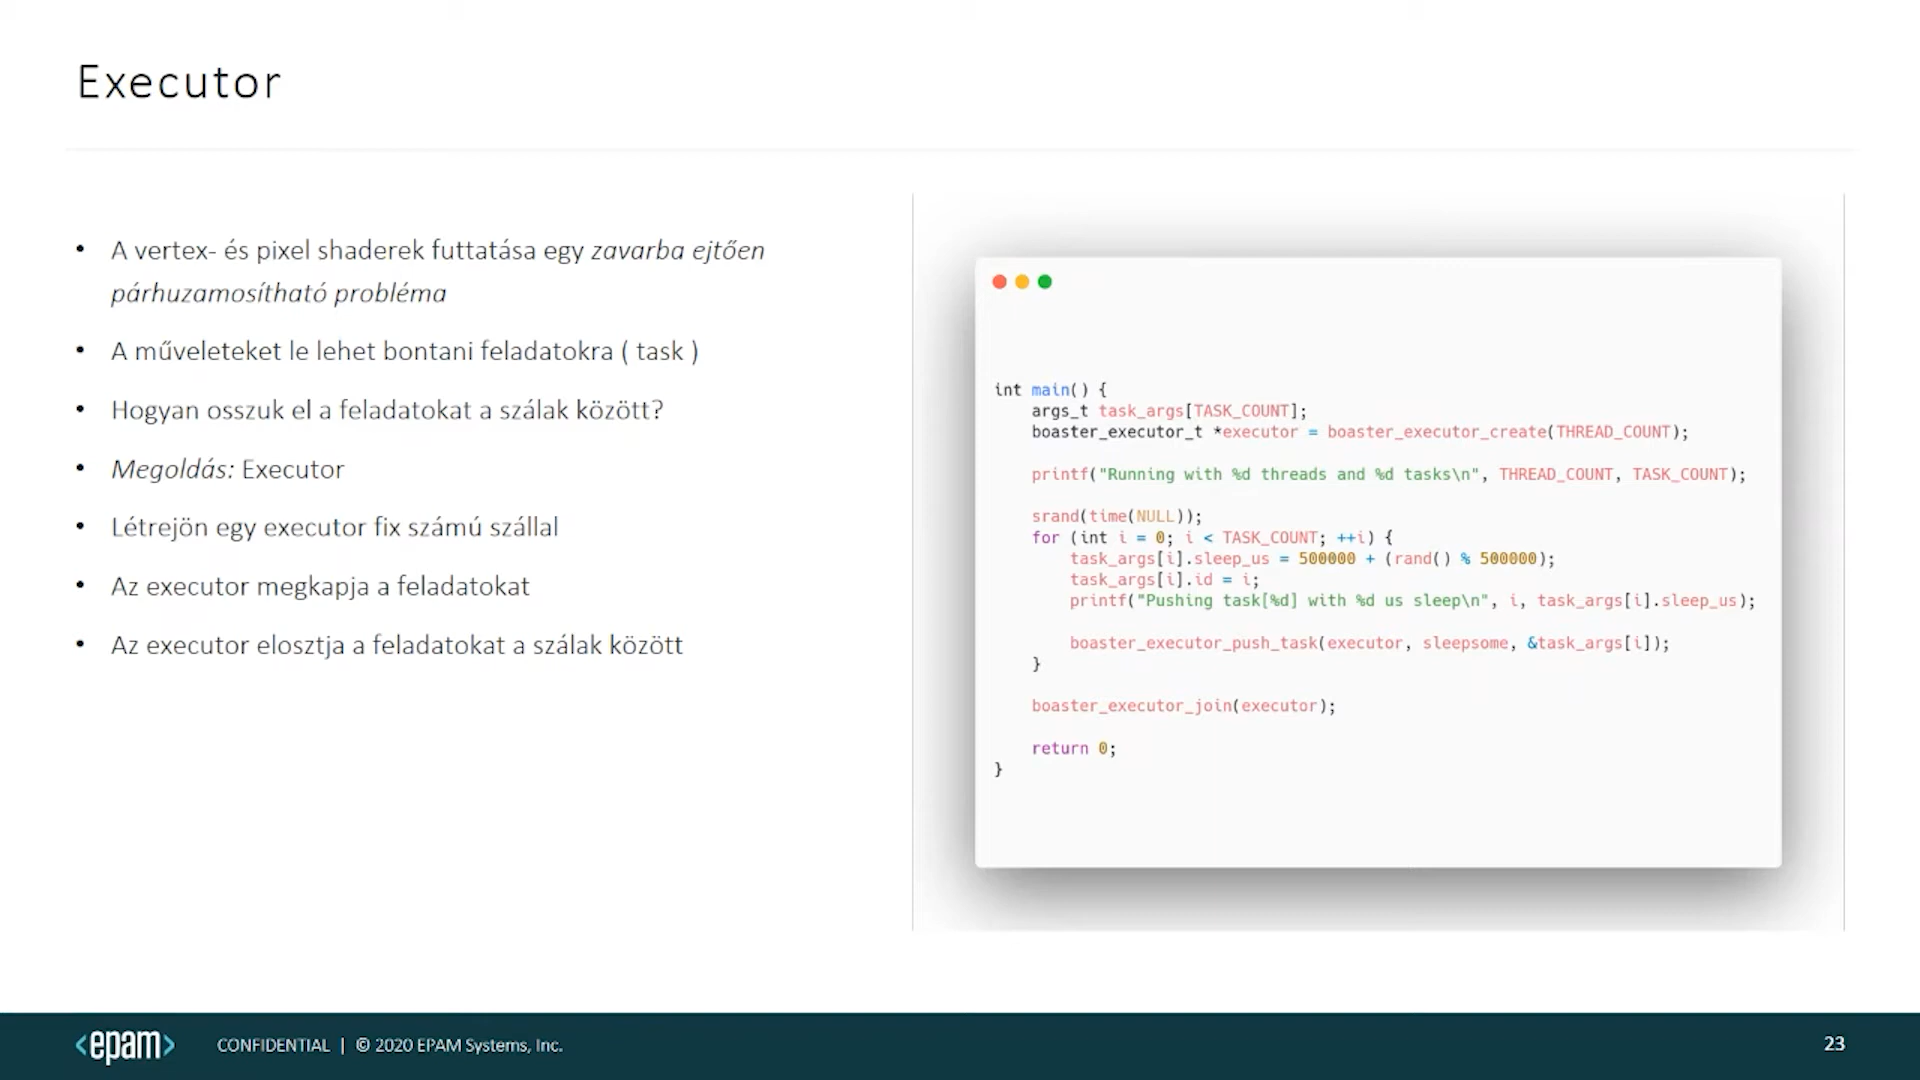 Executor
• A vertex- és pixel shaderek futtatása egy zavarba ejtően
párhuzamosítható probléma
• A műveleteket le lehet bontani feladatokra ( task )
• Hogyan osszuk el a feladatokat a szálak között?
• Megoldás: Executor
• Létrejön egy executor fix számú szállal
• Az executor megkapja a feladatokat
• Az executor elosztja a feladatokat a szálak között
int main() {
    args_t task_args[TASK_COUNT];
    boaster_executor_t *executor = boaster_executor_create(THREAD_COUNT);
    printf("Running with %d threads and %d tasks\n", THREAD_COUNT, TASK_COUNT);
    srand(time(NULL));
    for (int i = 0; i < TASK_COUNT; ++i) {
        task_args[i].sleep_us = 500000 + (rand() % 500000);
        task_args[i].id = i;
        printf("Pushing task[%d] with %d us sleep\n", i, task_args[i].sleep_us);
        boaster_executor_push_task(executor, sleepsome, &task_args[i]);
    }
    boaster_executor_join(executor);
    return 0;
}
<epam> CONFIDENTIAL | © 2020 EPAM Systems, Inc.
23